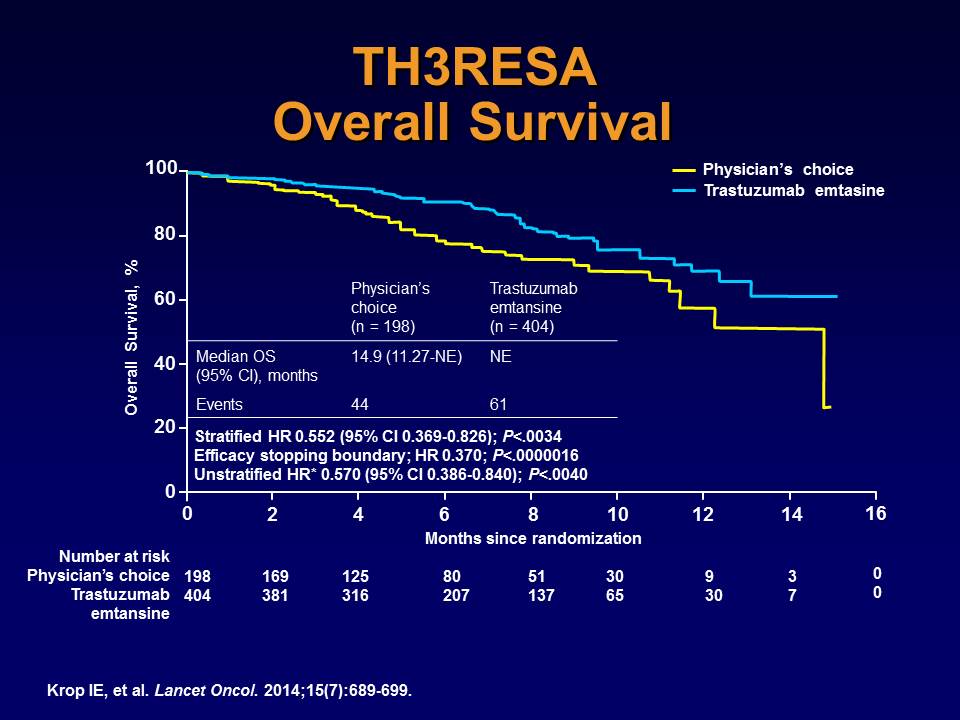 TH3RESA
Overall Survival
Physician's choice
Trastuzumab emtasine
100
80
60
40
20
0
Overall Survival, %
Physician's choice (n = 198)
Trastuzumab emtansine (n = 404)
Median OS (95% CI), months 14.9 (11.27-NE) NE
Events 44 61
Stratified HR 0.552 (95% CI 0.369-0.826); P<.0034
Efficacy stopping boundary; HR 0.370; P<.0000016
Unstratified HR* 0.570 (95% CI 0.386-0.840); P<.0040
0 2 4 6 8 10 12 14 16
Months since randomization
Number at risk
Physician's choice 198 169 125 80 51 30 9 3 0
Trastuzumab emtansine 404 381 316 207 137 65 30 7 0
Krop IE, et al. Lancet Oncol. 2014;15(7):689-699.